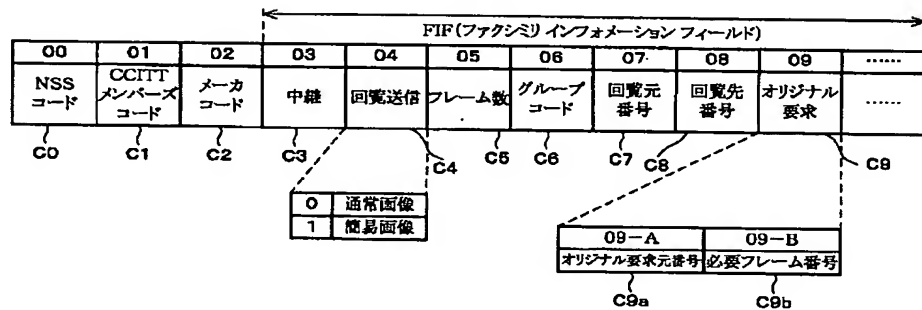 FIF(ファクシミリ インフォメーション フィールド)
00 01 02 03 04 05 06 07 08 09 ……
NSS
コード
CCITT
メンバーズ
コード
メーカ
コード
中継
回覧送信
フレーム数
グループ
コード
回覧元
番号
回覧先
番号
オリジナル
要求
……
C0 C1 C2 C3 C4 C5 C6 C7 C8 C9
0 通常画像
1 簡易画像
09-A 09-B
オリジナル要求元番号 必要フレーム番号
C9a C9b